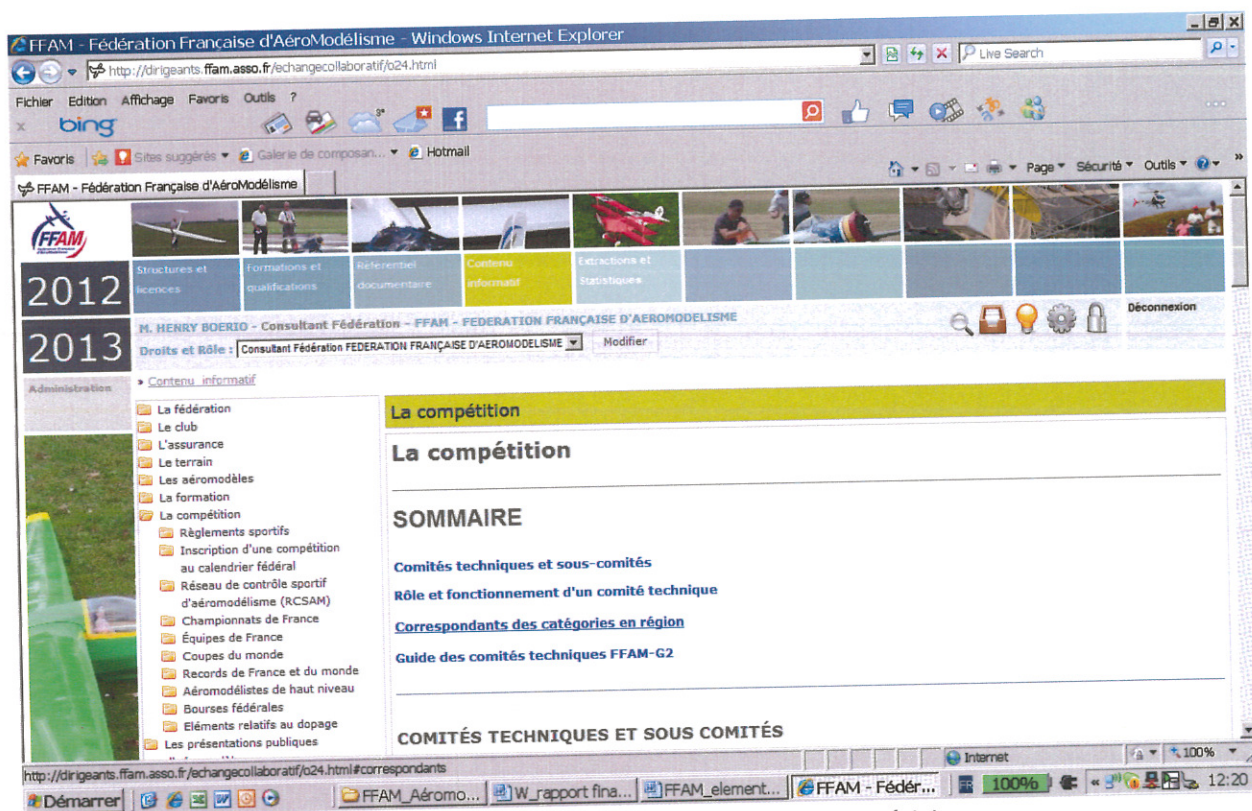 FFAM - Fédération Française d'AéroModélisme - Windows Internet Explorer
http://dirigeants.ffam.asso.fr/echangecollaboratif/o24.html
Live Search
Fichier Edition Affichage Favoris Outils ?
x bing 3° f
Favoris Sites suggérés Galerie de composan... Hotmail
FFAM - Fédération Française d'AéroModélisme
Page Sécurité Outils »
FFAM
2012
Structures et licences
Formations et qualifications
Référentiel documentaire
Contenu informatif
Extractions et Statistiques
2013
M. HENRY BOERIO - Consultant Fédération - FFAM - FEDERATION FRANÇAISE D'AEROMODELISME
Déconnexion
Droits et Rôle : Consultant Fédération FEDERATION FRANÇAISE D'AEROMODELISME Modifier
Administration
Contenu informatif
La fédération
Le club
L'assurance
Le terrain
Les aéromodèles
La formation
La compétition
Règlements sportifs
Inscription d'une compétition
au calendrier fédéral
Réseau de contrôle sportif
d'aéromodélisme (RCSAM)
Championnats de France
Équipes de France
Coupes du monde
Records de France et du monde
Aéromodélistes de haut niveau
Bourses fédérales
Eléments relatifs au dopage
Les présentations publiques
La compétition
La compétition
SOMMAIRE
Comités techniques et sous-comités
Rôle et fonctionnement d'un comité technique
Correspondants des catégories en région
Guide des comités techniques FFAM-G2
COMITÉS TECHNIQUES ET SOUS COMITÉS
http://dirigeants.ffam.asso.fr/echangecollaboratif/o24.html#correspondants
Internet
100%
Démarrer FFAM_Aéromo... W_rapport fina... FFAM_element... FFAM - Fédér... FR 100% « 12:20